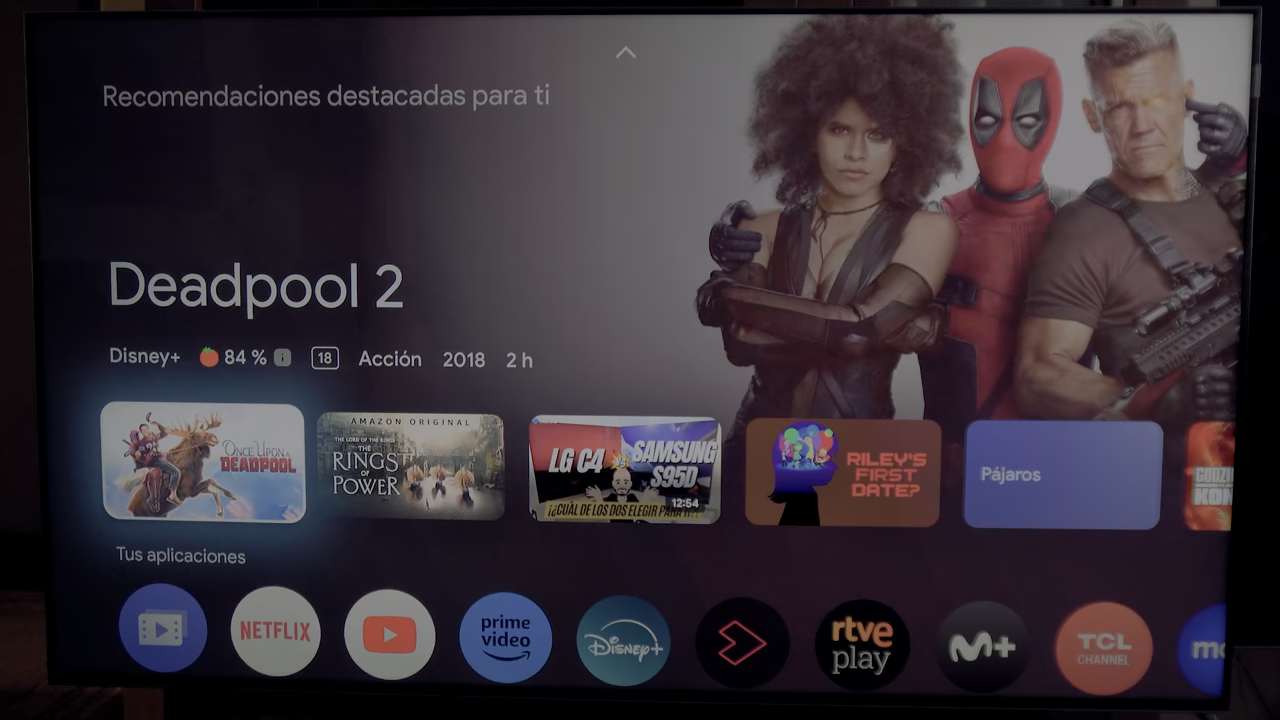 Recomendaciones destacadas para ti
Deadpool 2
Disney+ 84 % i 18 Acción 2018 2 h
ONCE UPON A
DEADPOOL
AMAZON ORIGINAL
THE LORD OF THE RINGS
THE
RINGS
OF
POWER
LG C4 VS SAMSUNG
S95D
12:54
¡¿CUÁL DE LOS DOS ELEGIR PARA TI?!
RILEY'S
FIRST
DATE?
Pájaros
GODZI
KON
Tus aplicaciones
NETFLIX
prime
video
Disney+
rtve
play
M+
TCL
CHANNEL